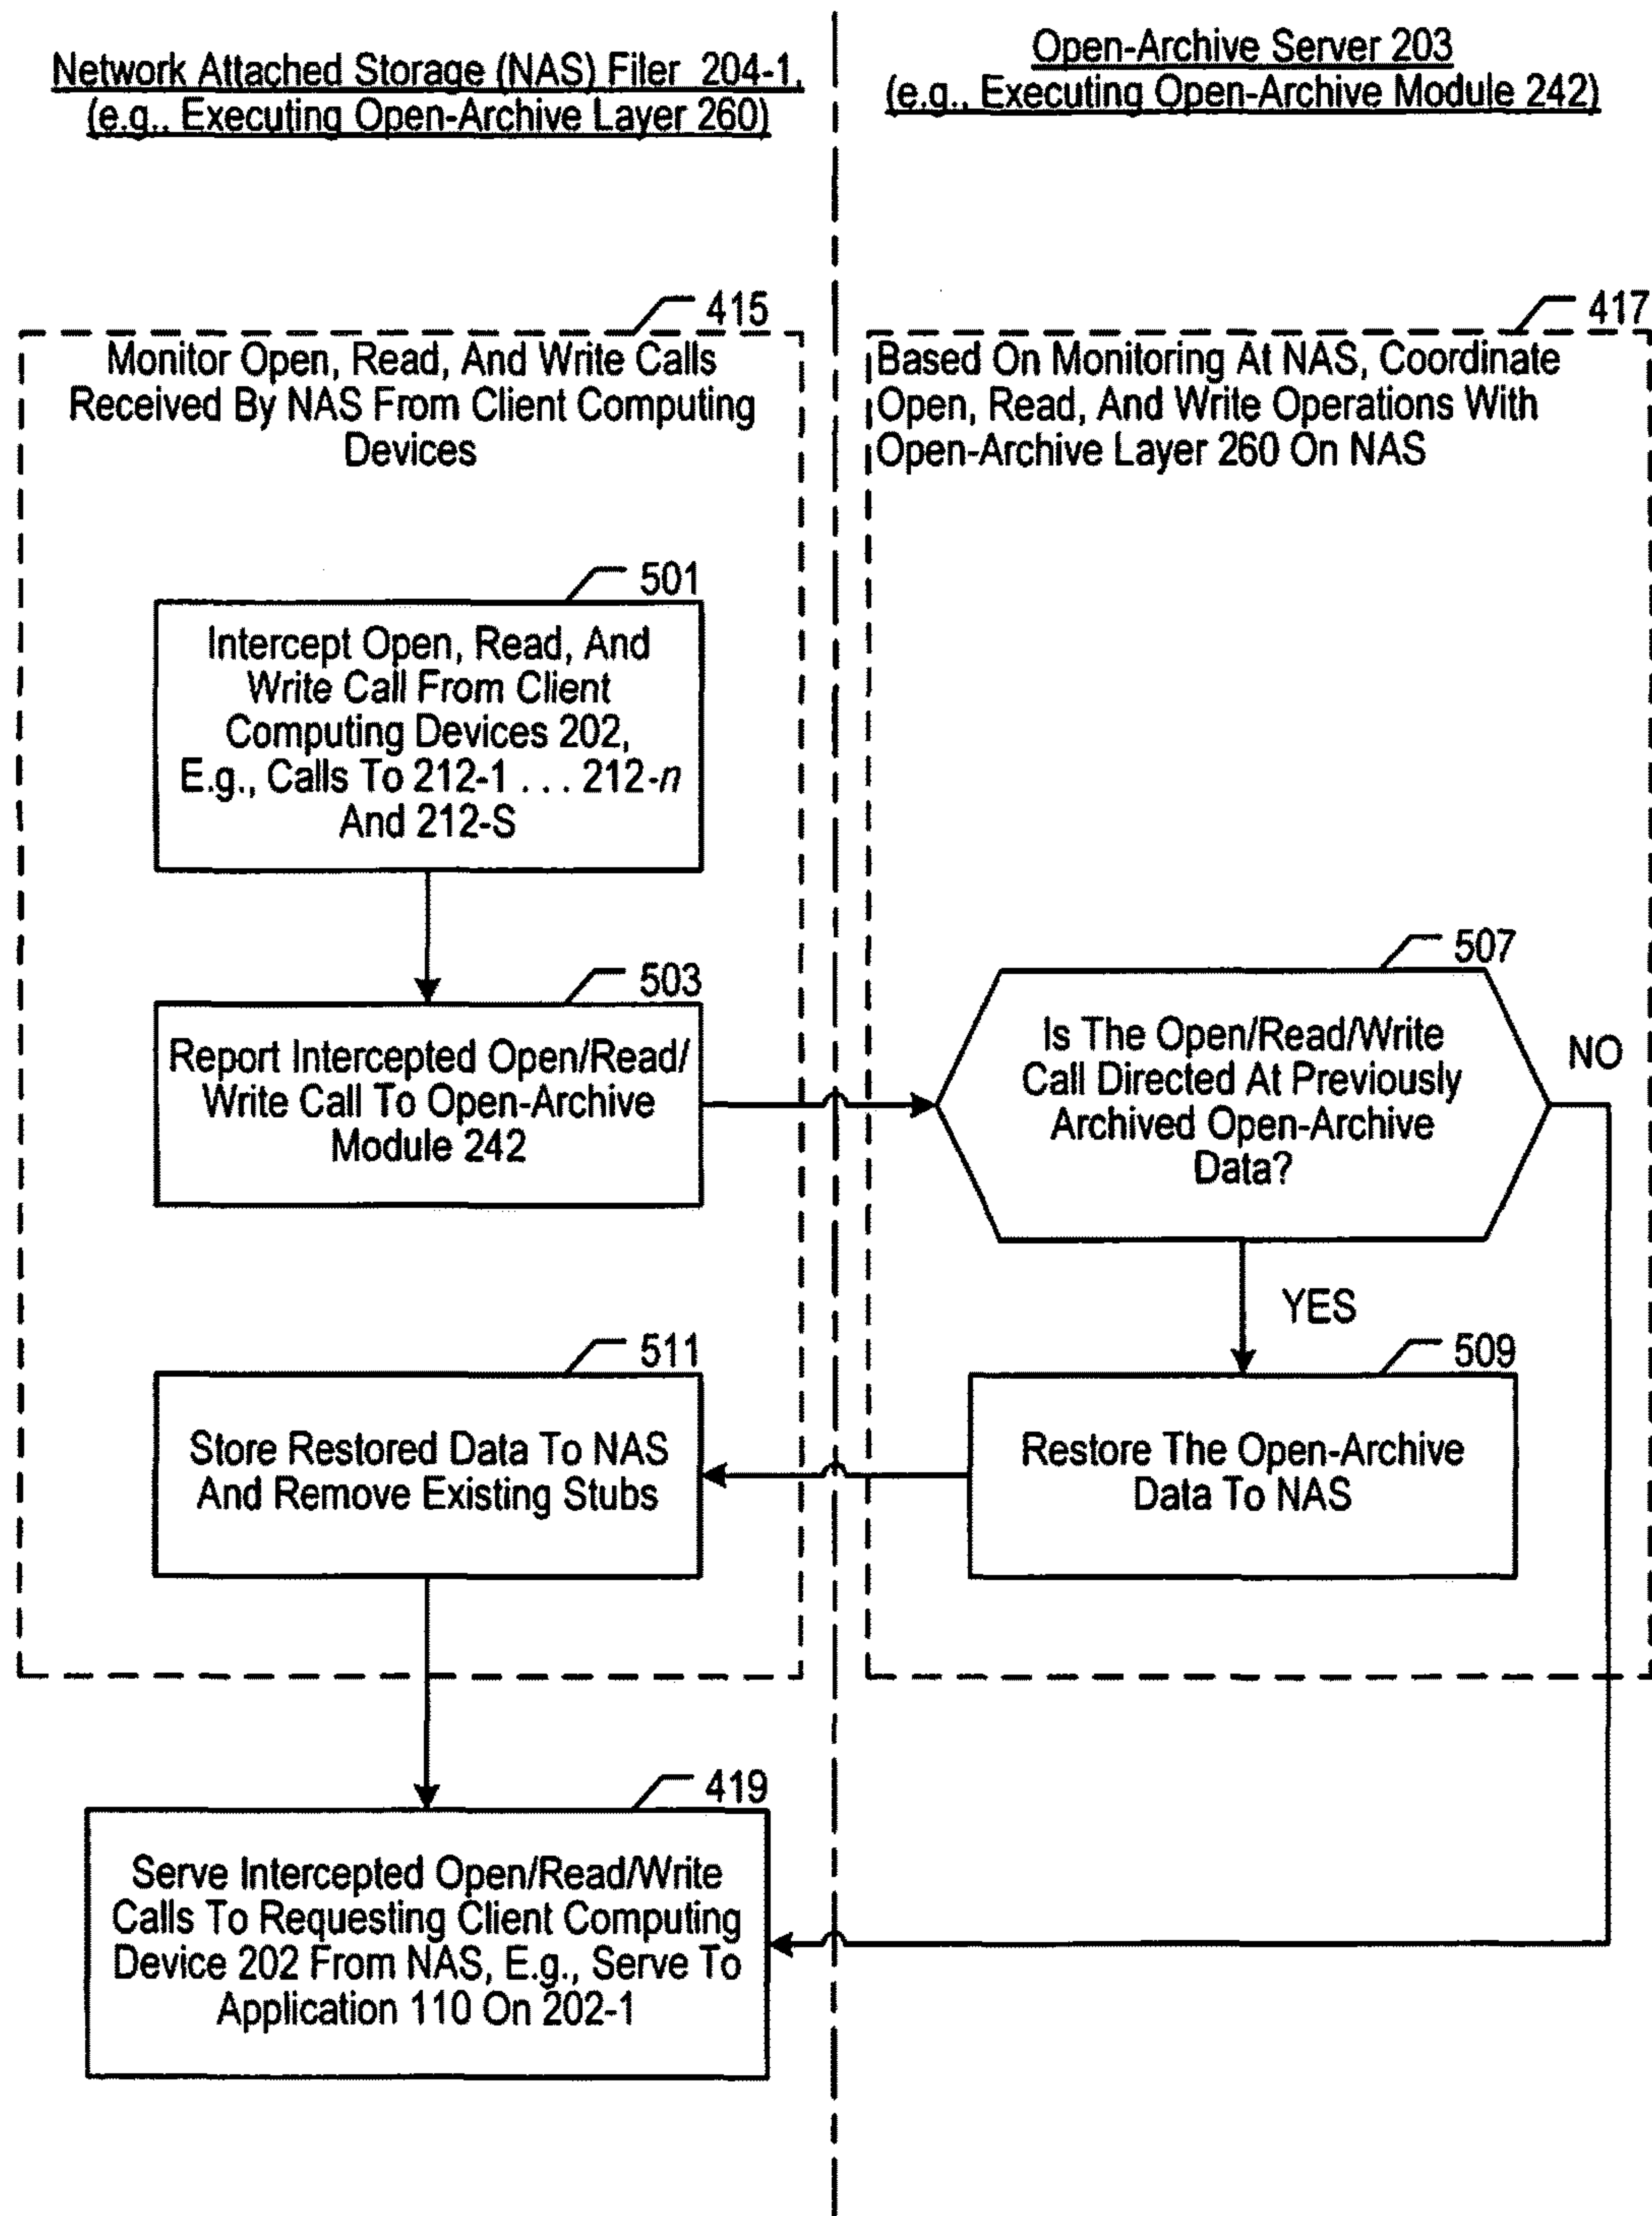 Network Attached Storage (NAS) Filer 204-1,
(e.g., Executing Open-Archive Layer 260)
Open-Archive Server 203
(e.g., Executing Open-Archive Module 242)
415
Monitor Open, Read, And Write Calls
Received By NAS From Client Computing
Devices
417
Based On Monitoring At NAS, Coordinate
Open, Read, And Write Operations With
Open-Archive Layer 260 On NAS
501
Intercept Open, Read, And
Write Call From Client
Computing Devices 202,
E.g., Calls To 212-1 . . . 212-n
And 212-S
503
Report Intercepted Open/Read/
Write Call To Open-Archive
Module 242
507
Is The Open/Read/Write
Call Directed At Previously
Archived Open-Archive
Data?
NO
YES
509
Restore The Open-Archive
Data To NAS
511
Store Restored Data To NAS
And Remove Existing Stubs
419
Serve Intercepted Open/Read/Write
Calls To Requesting Client Computing
Device 202 From NAS, E.g., Serve To
Application 110 On 202-1